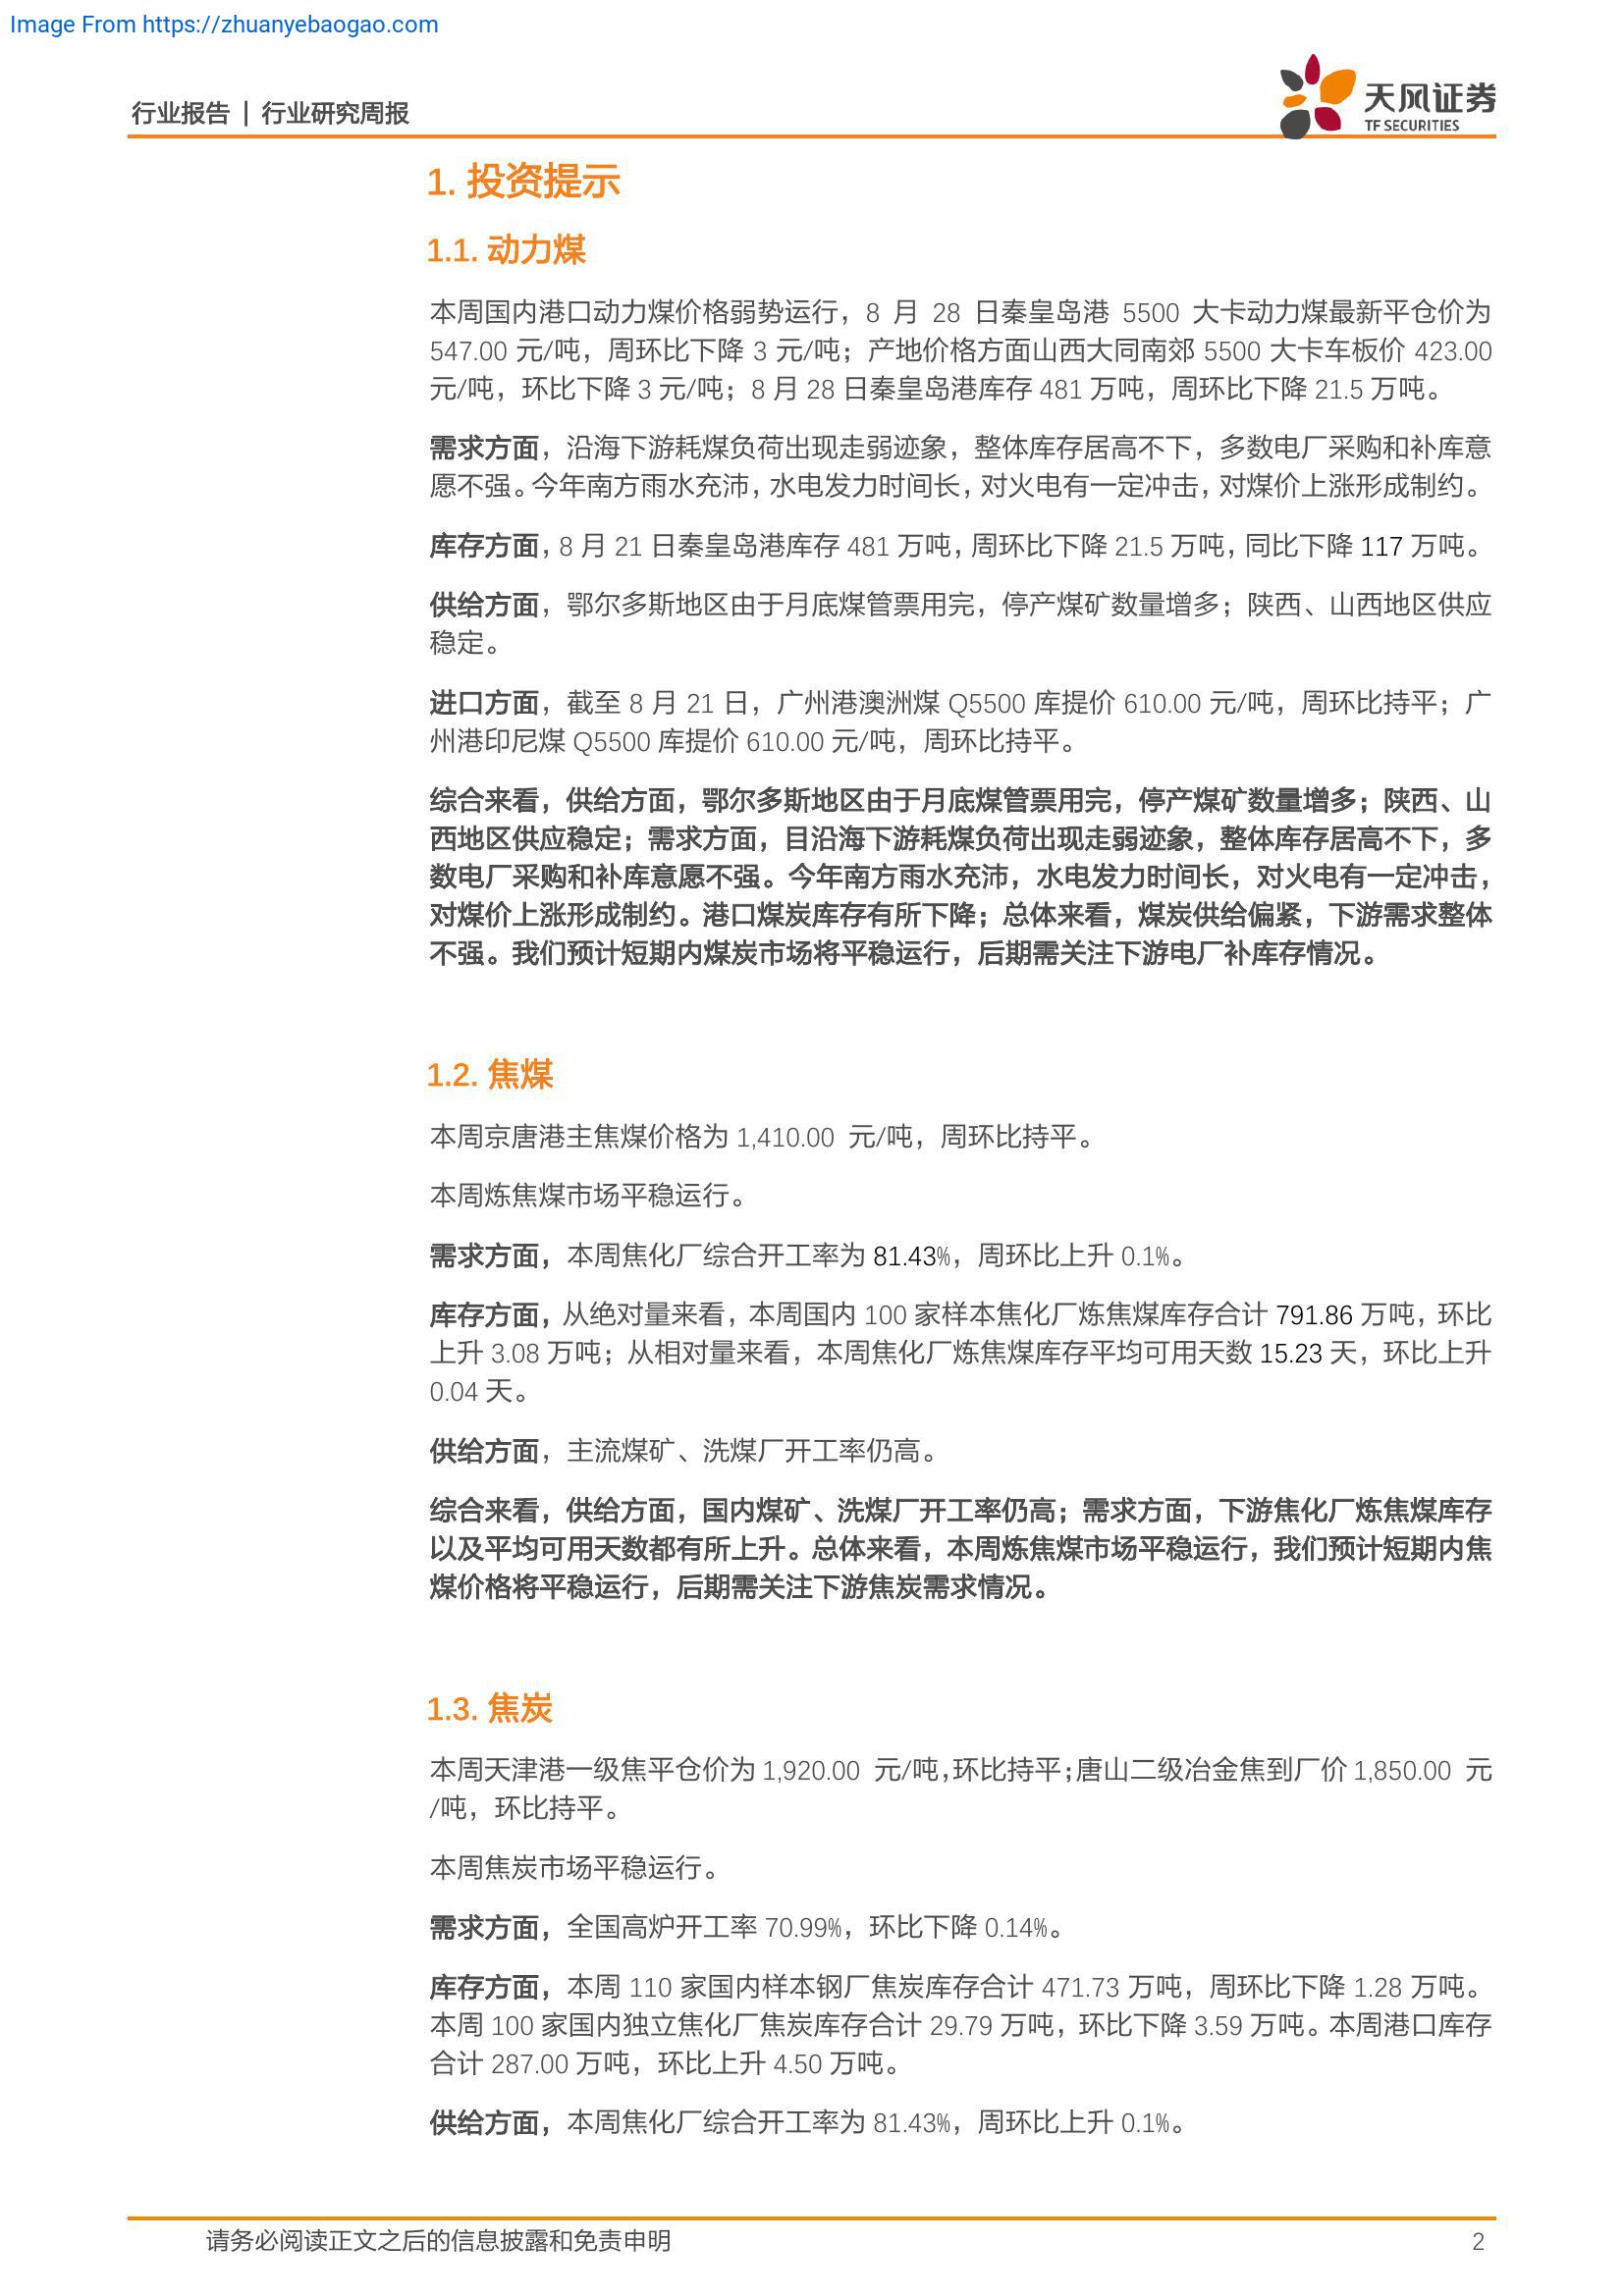 Image From https://zhuanyebaogao.com
行业报告 | 行业研究周报
天风证券
TF SECURITIES
1. 投资提示
1.1. 动力煤
本周国内港口动力煤价格弱势运行，8 月 28 日秦皇岛港 5500 大卡动力煤最新平仓价为
547.00 元/吨，周环比下降 3 元/吨；产地价格方面山西大同南郊 5500 大卡车板价 423.00
元/吨，环比下降 3 元/吨；8 月 28 日秦皇岛港库存 481 万吨，周环比下降 21.5 万吨。
需求方面，沿海下游耗煤负荷出现走弱迹象，整体库存居高不下，多数电厂采购和补库意
愿不强。今年南方雨水充沛，水电发力时间长，对火电有一定冲击，对煤价上涨形成制约。
库存方面，8 月 21 日秦皇岛港库存 481 万吨，周环比下降 21.5 万吨，同比下降 117 万吨。
供给方面，鄂尔多斯地区由于月底煤管票用完，停产煤矿数量增多；陕西、山西地区供应
稳定。
进口方面，截至 8 月 21 日，广州港澳洲煤 Q5500 库提价 610.00 元/吨，周环比持平；广
州港印尼煤 Q5500 库提价 610.00 元/吨，周环比持平。
综合来看，供给方面，鄂尔多斯地区由于月底煤管票用完，停产煤矿数量增多；陕西、山
西地区供应稳定；需求方面，目沿海下游耗煤负荷出现走弱迹象，整体库存居高不下，多
数电厂采购和补库意愿不强。今年南方雨水充沛，水电发力时间长，对火电有一定冲击，
对煤价上涨形成制约。港口煤炭库存有所下降；总体来看，煤炭供给偏紧，下游需求整体
不强。我们预计短期内煤炭市场将平稳运行，后期需关注下游电厂补库存情况。
1.2. 焦煤
本周京唐港主焦煤价格为 1,410.00 元/吨，周环比持平。
本周炼焦煤市场平稳运行。
需求方面，本周焦化厂综合开工率为 81.43%，周环比上升 0.1%。
库存方面，从绝对量来看，本周国内 100 家样本焦化厂炼焦煤库存合计 791.86 万吨，环比
上升 3.08 万吨；从相对量来看，本周焦化厂炼焦煤库存平均可用天数 15.23 天，环比上升
0.04 天。
供给方面，主流煤矿、洗煤厂开工率仍高。
综合来看，供给方面，国内煤矿、洗煤厂开工率仍高；需求方面，下游焦化厂炼焦煤库存
以及平均可用天数都有所上升。总体来看，本周炼焦煤市场平稳运行，我们预计短期内焦
煤价格将平稳运行，后期需关注下游焦炭需求情况。
1.3. 焦炭
本周天津港一级焦平仓价为 1,920.00 元/吨，环比持平；唐山二级冶金焦到厂价 1,850.00 元
/吨，环比持平。
本周焦炭市场平稳运行。
需求方面，全国高炉开工率 70.99%，环比下降 0.14%。
库存方面，本周 110 家国内样本钢厂焦炭库存合计 471.73 万吨，周环比下降 1.28 万吨。
本周 100 家国内独立焦化厂焦炭库存合计 29.79 万吨，环比下降 3.59 万吨。本周港口库存
合计 287.00 万吨，环比上升 4.50 万吨。
供给方面，本周焦化厂综合开工率为 81.43%，周环比上升 0.1%。
请务必阅读正文之后的信息披露和免责申明
2